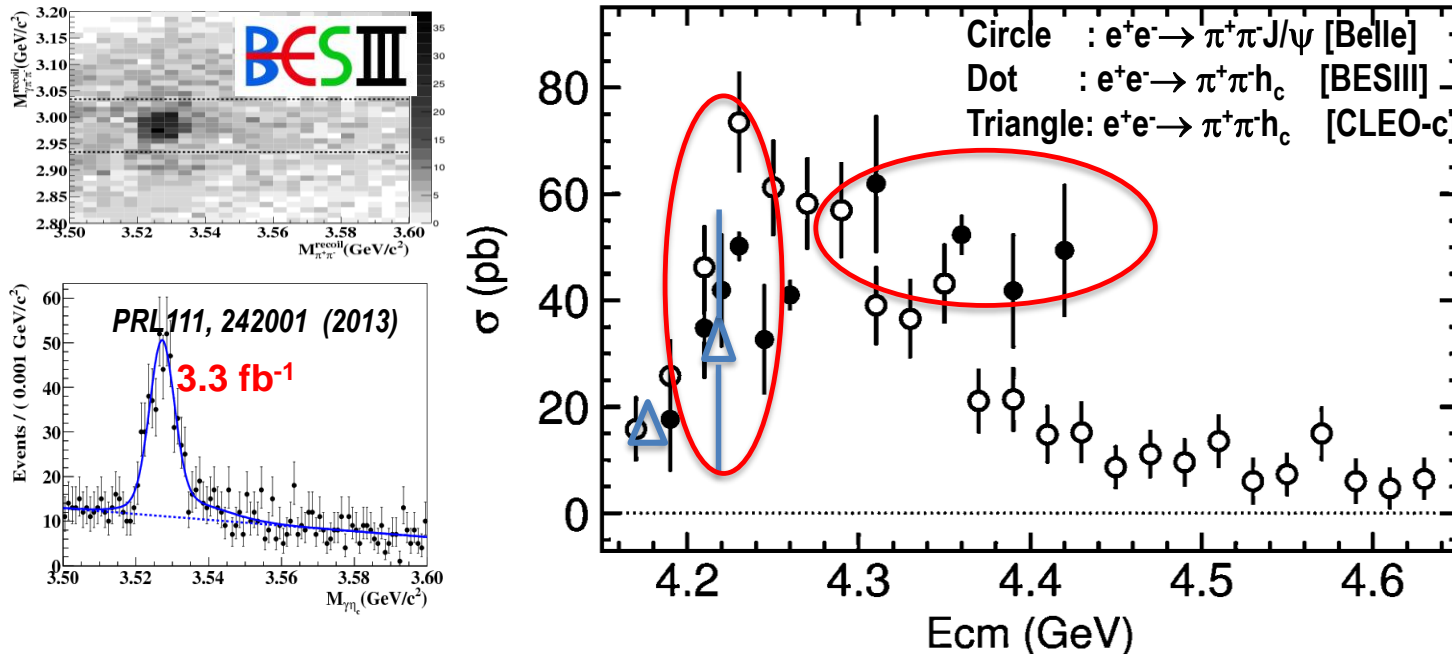 3.20
3.15
3.10
3.05
3.00
2.95
2.90
2.85
2.80
M^recoil_γπ⁺π⁻(GeV/c²)
BESIII
35
30
25
20
15
10
5
0
3.50 3.52 3.54 3.56 3.58 3.60
M^recoil_π⁺π⁻(GeV/c²)
PRL111, 242001 (2013)
3.3 fb⁻¹
Events / ( 0.001 GeV/c²)
60
50
40
30
20
10
0
3.50 3.52 3.54 3.56 3.58 3.60
M_γη_c(GeV/c²)
Circle : e⁺e⁻→ π⁺π⁻J/ψ [Belle]
Dot : e⁺e⁻→ π⁺π⁻h_c [BESIII]
Triangle: e⁺e⁻→ π⁺π⁻h_c [CLEO-c]
σ (pb)
80
60
40
20
0
4.2 4.3 4.4 4.5 4.6
Ecm (GeV)